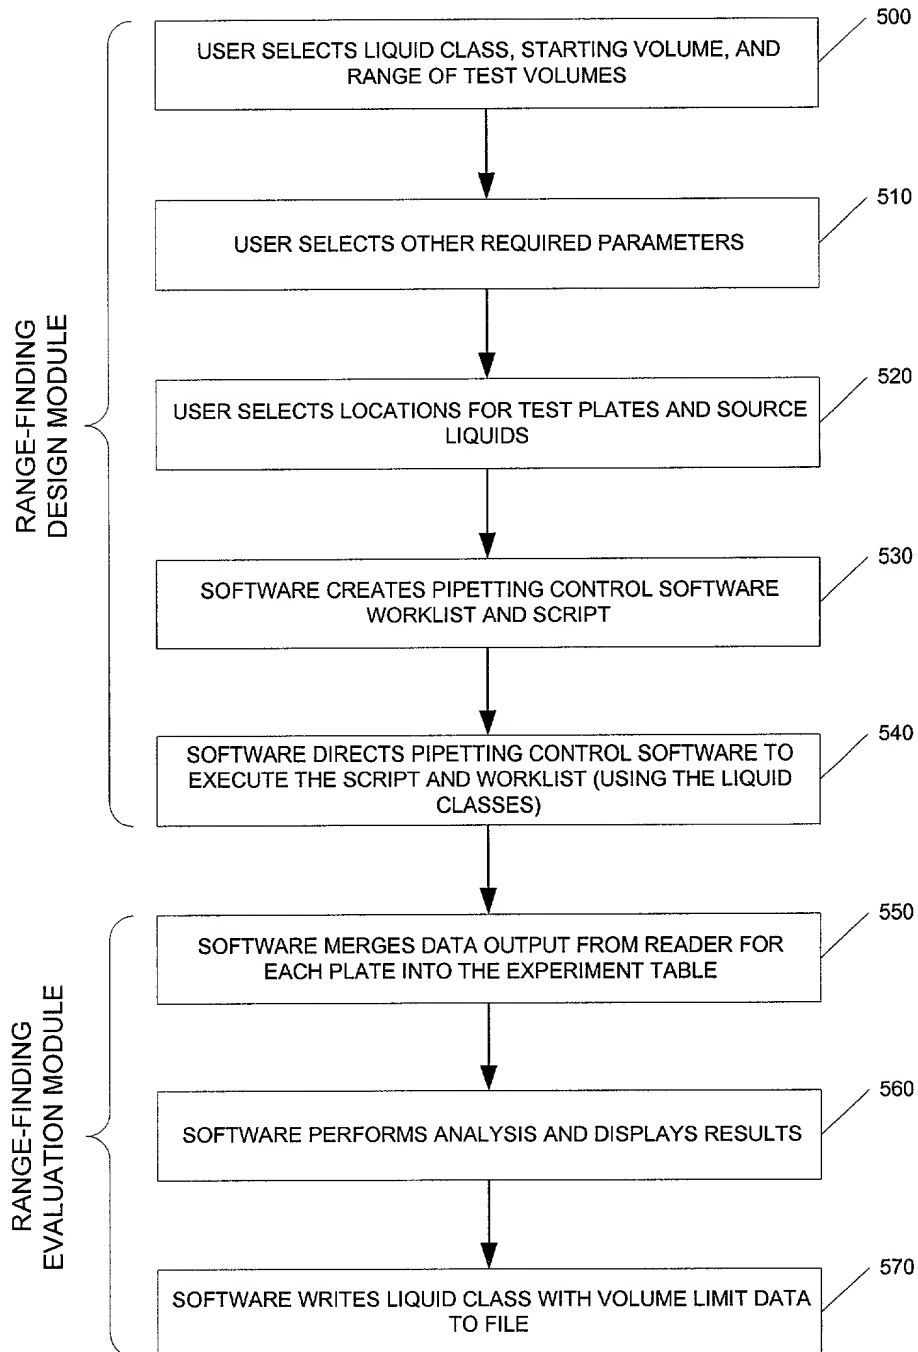 500
USER SELECTS LIQUID CLASS, STARTING VOLUME, AND
RANGE OF TEST VOLUMES
510
USER SELECTS OTHER REQUIRED PARAMETERS
520
USER SELECTS LOCATIONS FOR TEST PLATES AND SOURCE
LIQUIDS
RANGE-FINDING
DESIGN MODULE
530
SOFTWARE CREATES PIPETTING CONTROL SOFTWARE
WORKLIST AND SCRIPT
540
SOFTWARE DIRECTS PIPETTING CONTROL SOFTWARE TO
EXECUTE THE SCRIPT AND WORKLIST (USING THE LIQUID
CLASSES)
550
SOFTWARE MERGES DATA OUTPUT FROM READER FOR
EACH PLATE INTO THE EXPERIMENT TABLE
RANGE-FINDING
EVALUATION MODULE
560
SOFTWARE PERFORMS ANALYSIS AND DISPLAYS RESULTS
570
SOFTWARE WRITES LIQUID CLASS WITH VOLUME LIMIT DATA
TO FILE